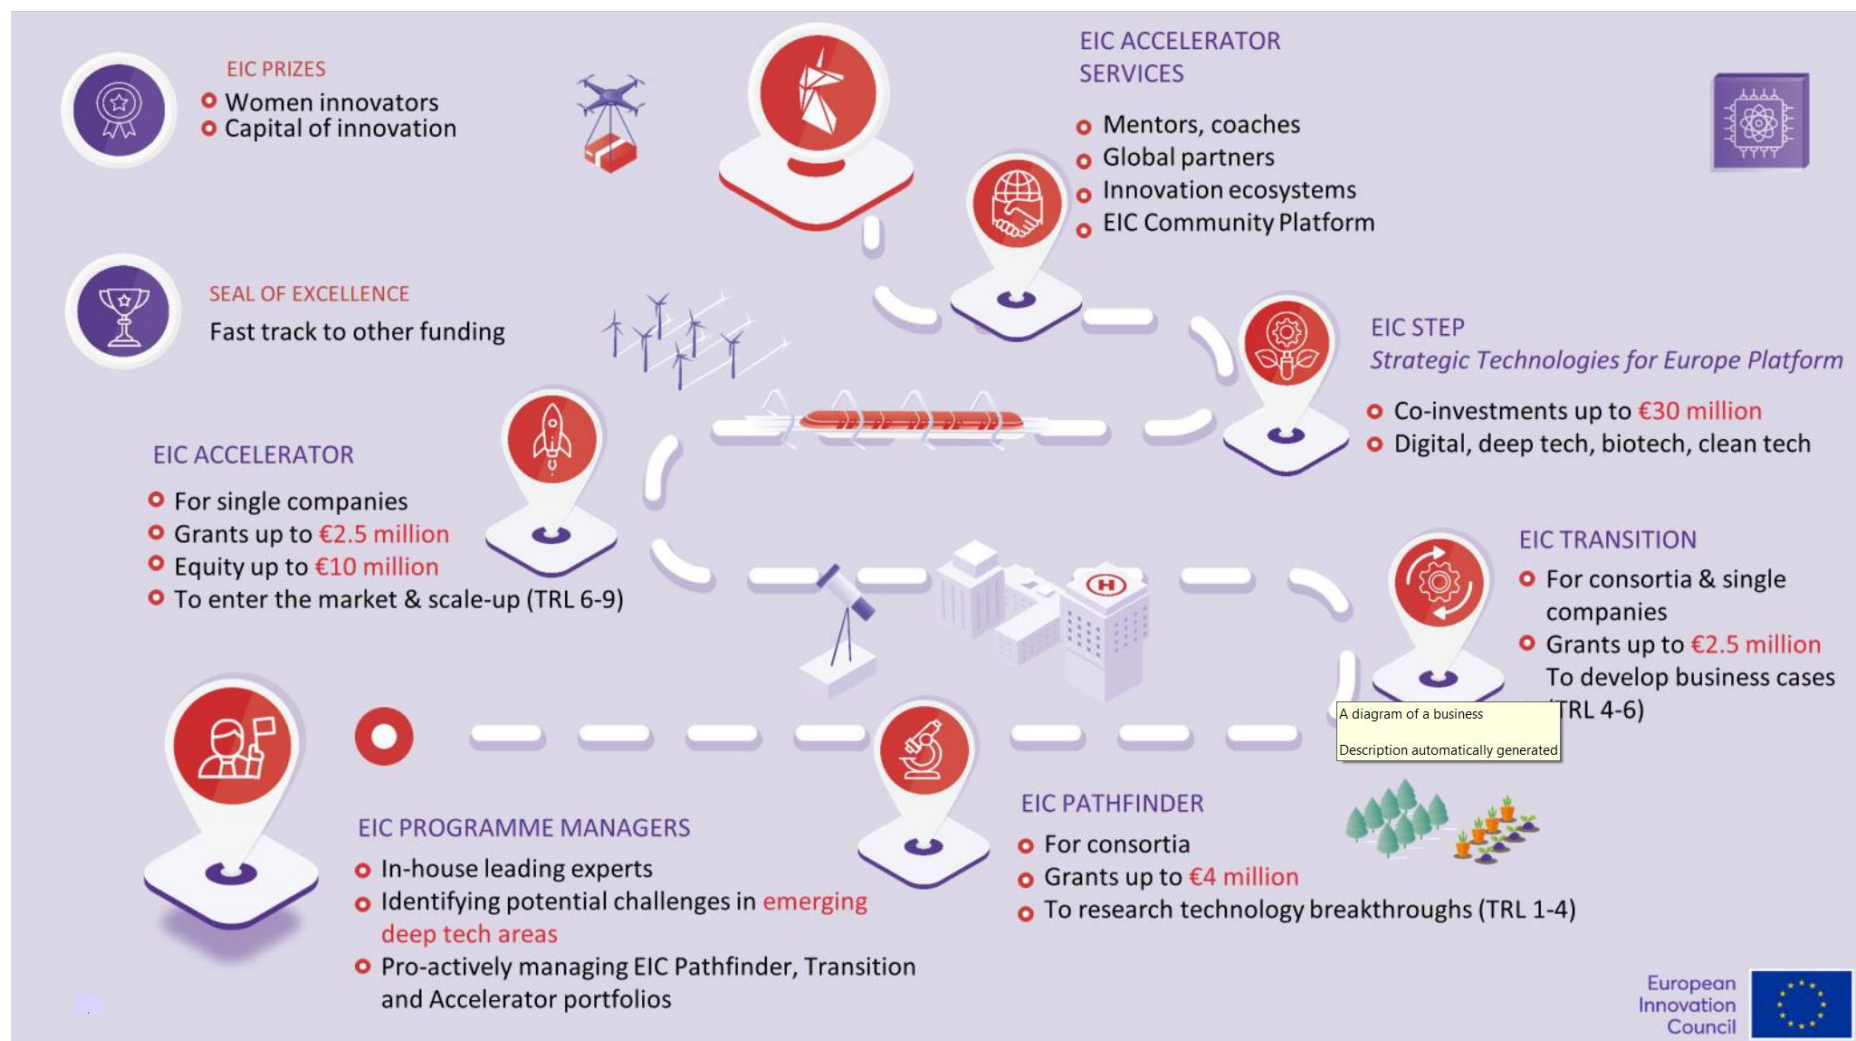 EIC PRIZES
Women innovators
Capital of innovation
EIC ACCELERATOR
SERVICES
Mentors, coaches
Global partners
Innovation ecosystems
EIC Community Platform
SEAL OF EXCELLENCE
Fast track to other funding
EIC STEP
Strategic Technologies for Europe Platform
Co-investments up to €30 million
Digital, deep tech, biotech, clean tech
EIC ACCELERATOR
For single companies
Grants up to €2.5 million
Equity up to €10 million
To enter the market & scale-up (TRL 6-9)
H
EIC TRANSITION
For consortia & single
companies
Grants up to €2.5 million
To develop business cases
(TRL 4-6)
A diagram of a business
Description automatically generated
EIC PROGRAMME MANAGERS
In-house leading experts
Identifying potential challenges in emerging
deep tech areas
Pro-actively managing EIC Pathfinder, Transition
and Accelerator portfolios
EIC PATHFINDER
For consortia
Grants up to €4 million
To research technology breakthroughs (TRL 1-4)
European
Innovation
Council